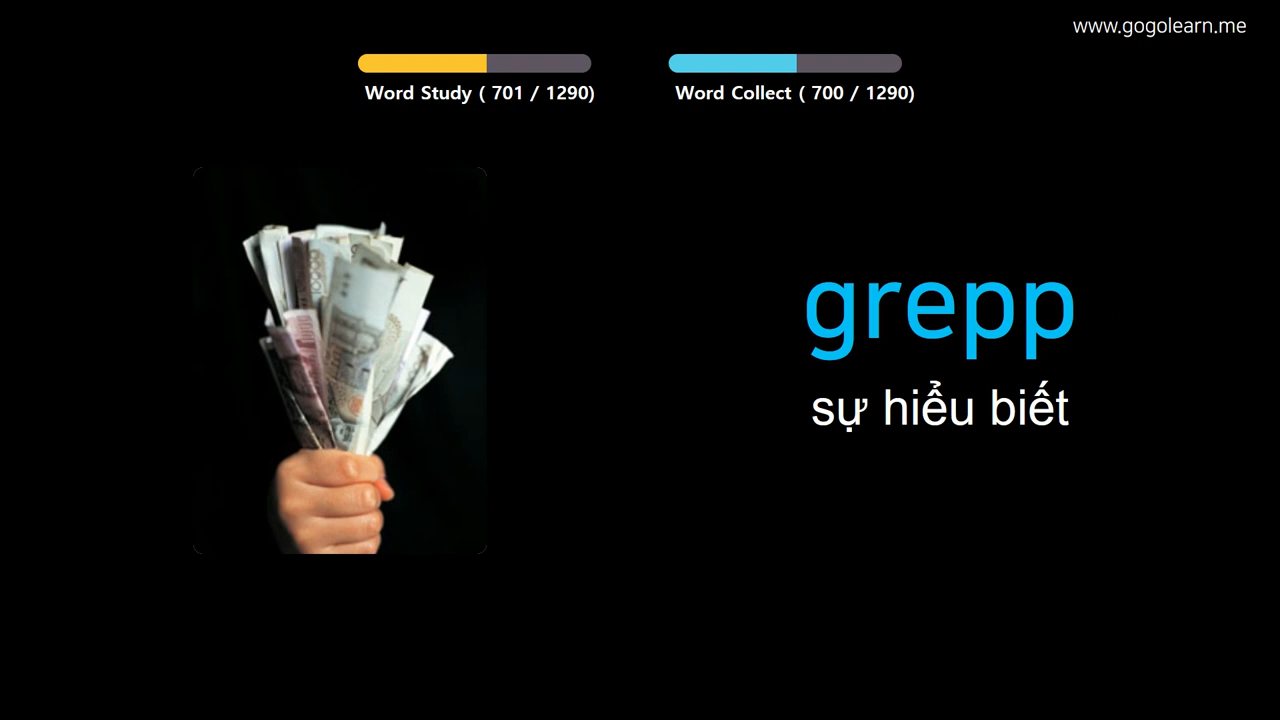 www.gogolearn.me
Word Study ( 701 / 1290)
Word Collect ( 700 / 1290)
grepp
sự hiểu biết